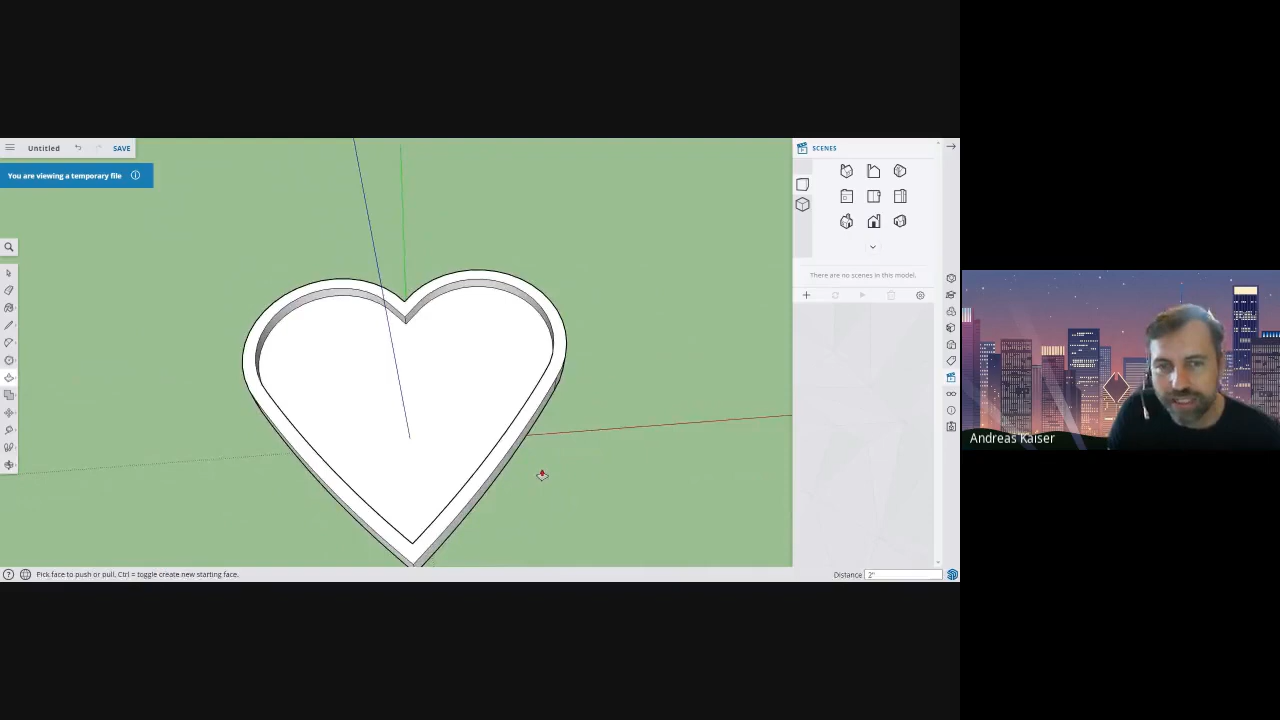 Untitled
SAVE
SCENES
You are viewing a temporary file
There are no scenes in this model.
Andreas Kaiser
Pick face to push or pull, Ctrl = toggle create new starting face.
Distance 2"